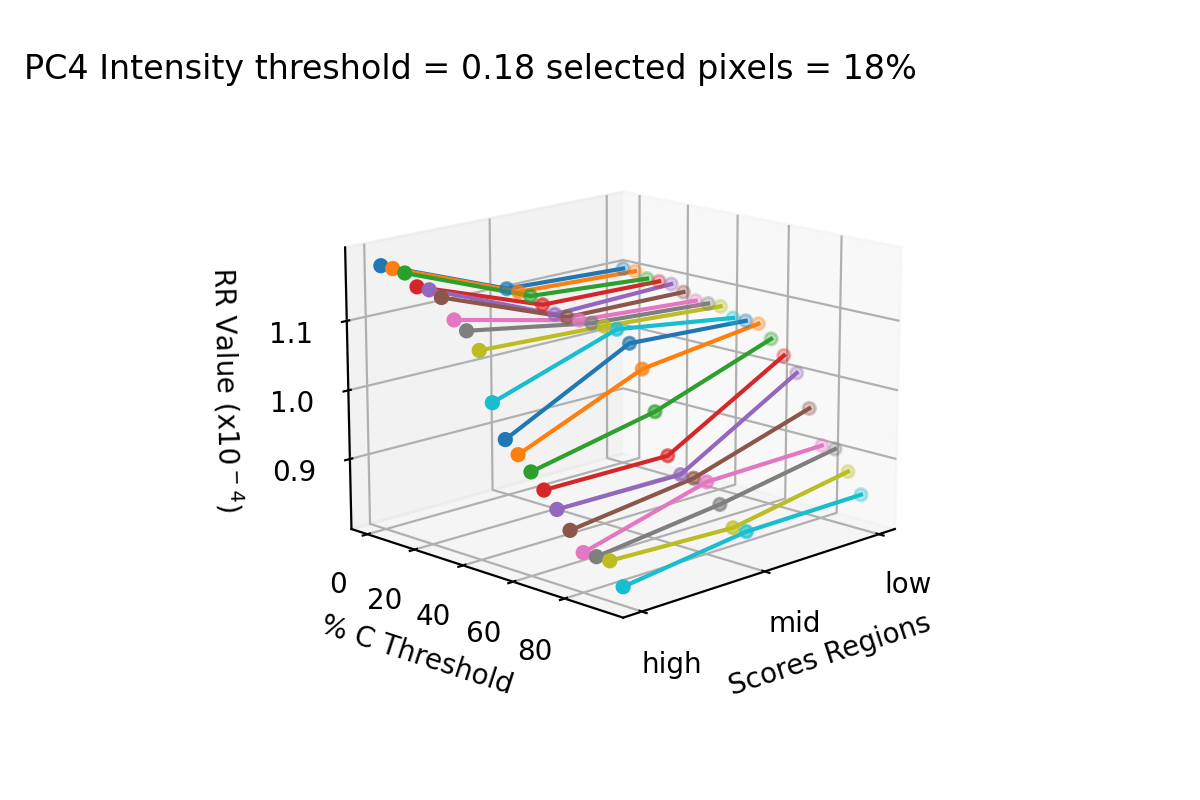 PC4 Intensity threshold = 0.18 selected pixels = 18%
RR Value (x10⁻⁴)
1.1
1.0
0.9
0
20
40
60
80
% C Threshold
low
mid
high
Scores Regions